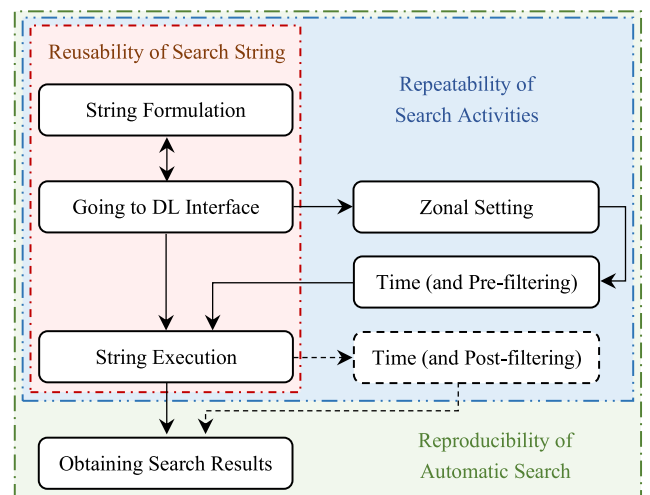 Reusability of Search String
Repeatability of
Search Activities
String Formulation
Going to DL Interface
Zonal Setting
Time (and Pre-filtering)
String Execution
Time (and Post-filtering)
Reproducibility of
Automatic Search
Obtaining Search Results